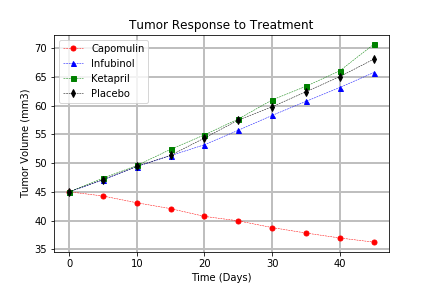 Tumor Response to Treatment
Capomulin
Infubinol
Ketapril
Placebo
70
65
60
55
50
45
40
35
Tumor Volume (mm3)
0 10 20 30 40
Time (Days)